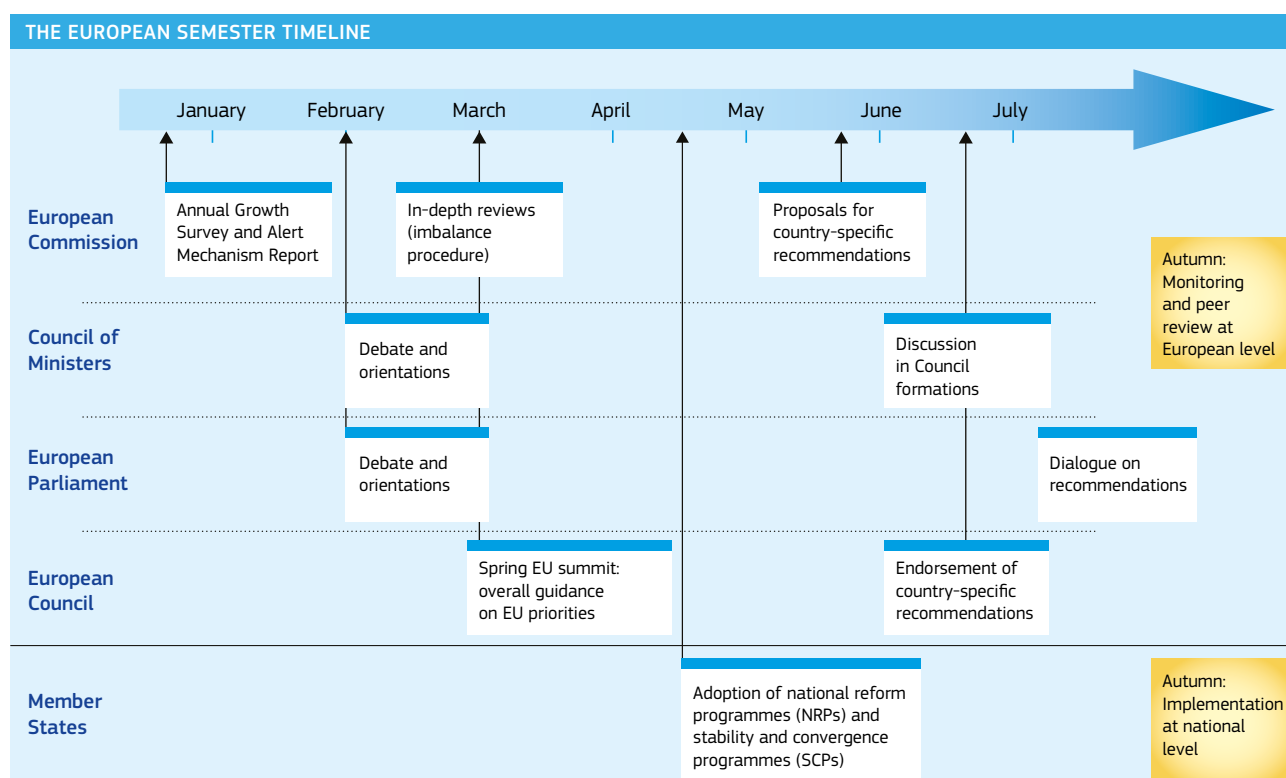 THE EUROPEAN SEMESTER TIMELINE
January
February
March
April
May
June
July
European
Commission
Annual Growth
Survey and Alert
Mechanism Report
In-depth reviews
(imbalance
procedure)
Proposals for
country-specific
recommendations
Autumn:
Monitoring
and peer
review at
European level
Council of
Ministers
Debate and
orientations
Discussion
in Council
formations
European
Parliament
Debate and
orientations
Dialogue on
recommendations
European
Council
Spring EU summit:
overall guidance
on EU priorities
Endorsement of
country-specific
recommendations
Member
States
Adoption of national reform
programmes (NRPs) and
stability and convergence
programmes (SCPs)
Autumn:
Implementation
at national
level